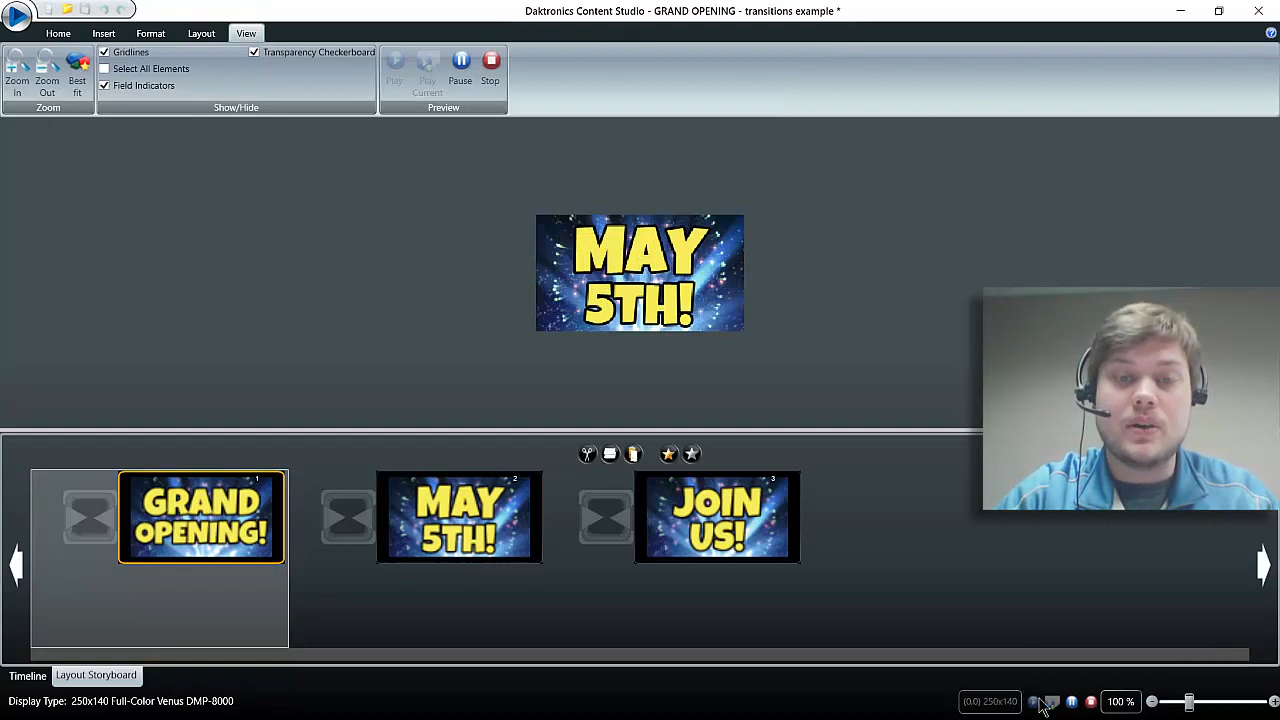 Daktronics Content Studio - GRAND OPENING - transitions example *
Home Insert Format Layout View
Zoom In
Zoom Out
Best fit
Zoom
Gridlines
Select All Elements
Field Indicators
Transparency Checkerboard
Show/Hide
Play
Play Current
Pause
Stop
Preview
MAY
5TH!
1
GRAND
OPENING!
2
MAY
5TH!
3
JOIN
US!
Timeline Layout Storyboard
Display Type: 250x140 Full-Color Venus DMP-8000
(0,0) 250x140
100 %